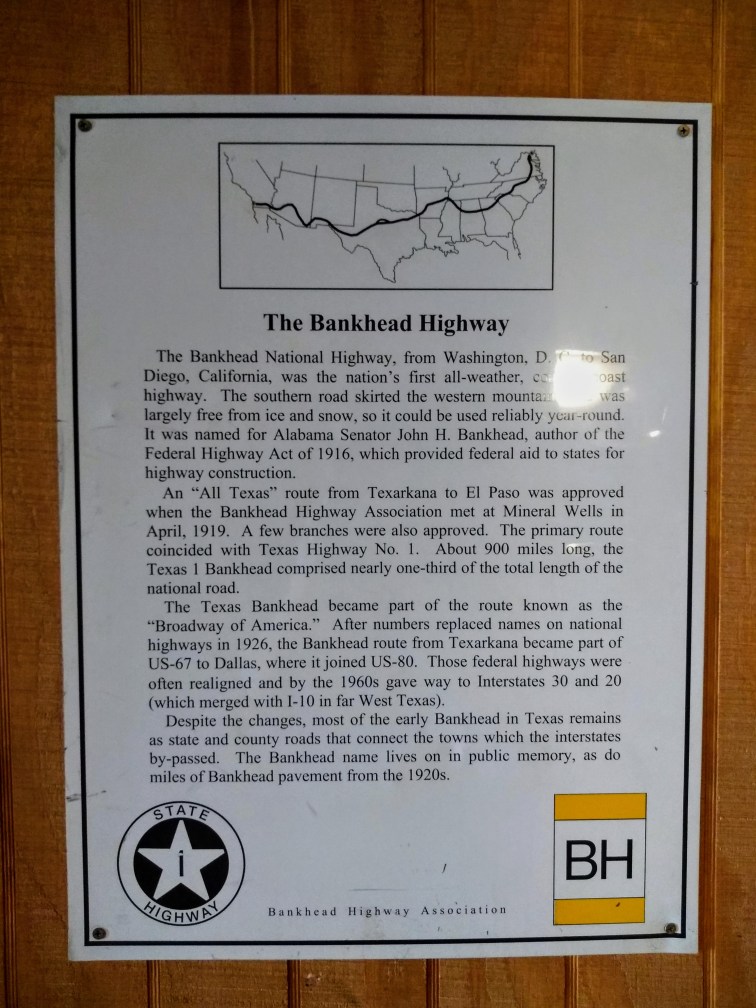 The Bankhead Highway
The Bankhead National Highway, from Washington, D. C. to San
Diego, California, was the nation's first all-weather, coast
highway. The southern road skirted the western was
largely free from ice and snow, so it could be used reliably year-round.
It was named for Alabama Senator John H. Bankhead, author of the
Federal Highway Act of 1916, which provided federal aid to states for
highway construction.
An "All Texas" route from Texarkana to El Paso was approved
when the Bankhead Highway Association met at Mineral Wells in
April, 1919. A few branches were also approved. The primary route
coincided with Texas Highway No. 1. About 900 miles long, the
Texas 1 Bankhead comprised nearly one-third of the total length of the
national road.
The Texas Bankhead became part of the route known as the
"Broadway of America." After numbers replaced names on national
highways in 1926, the Bankhead route from Texarkana became part of
US-67 to Dallas, where it joined US-80. Those federal highways were
often realigned and by the 1960s gave way to Interstates 30 and 20
(which merged with I-10 in far West Texas).
Despite the changes, most of the early Bankhead in Texas remains
as state and county roads that connect the towns which the interstates
by-passed. The Bankhead name lives on in public memory, as do
miles of Bankhead pavement from the 1920s.
STATE
i
HIGHWAY
Bankhead Highway Association
BH